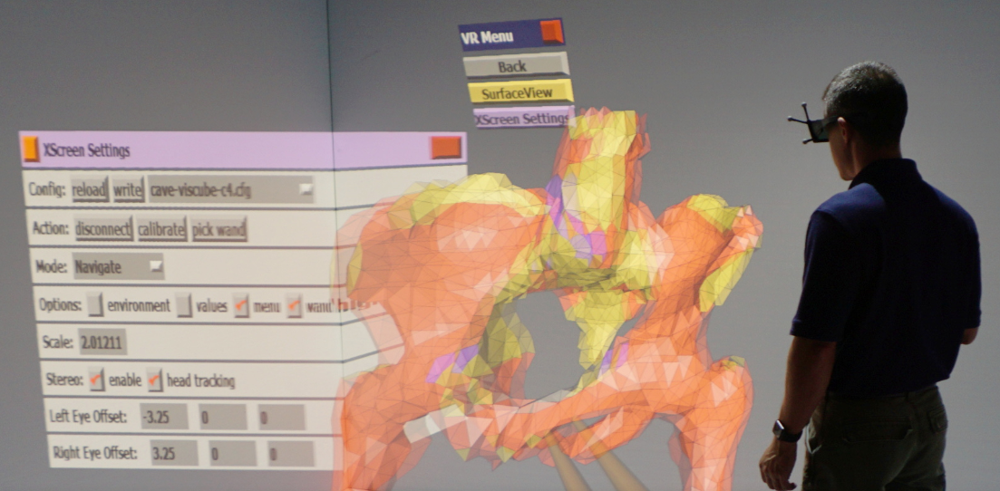 VR Menu
Back
SurfaceView
XScreen Settings
XScreen Settings
Config: reload write cave-viscube-c4.cfg
Action: disconnect calibrate pick wand
Mode: Navigate
Options: environment values menu
Scale: 2.01211
Stereo: enable head tracking
Left Eye Offset: -3.25 0 0
Right Eye Offset: 3.25 0 0